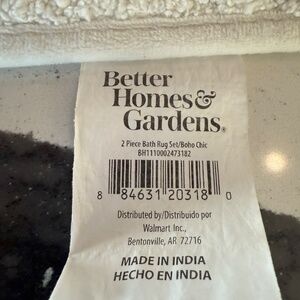 Better
Homes&
Gardens®
2 Piece Bath Rug Set/Boho Chic
BH1110002473182
8 84631 20318 0
Distributed by/Distribuido por
Walmart Inc.,
Bentonville, AR 72716
MADE IN INDIA
HECHO EN INDIA